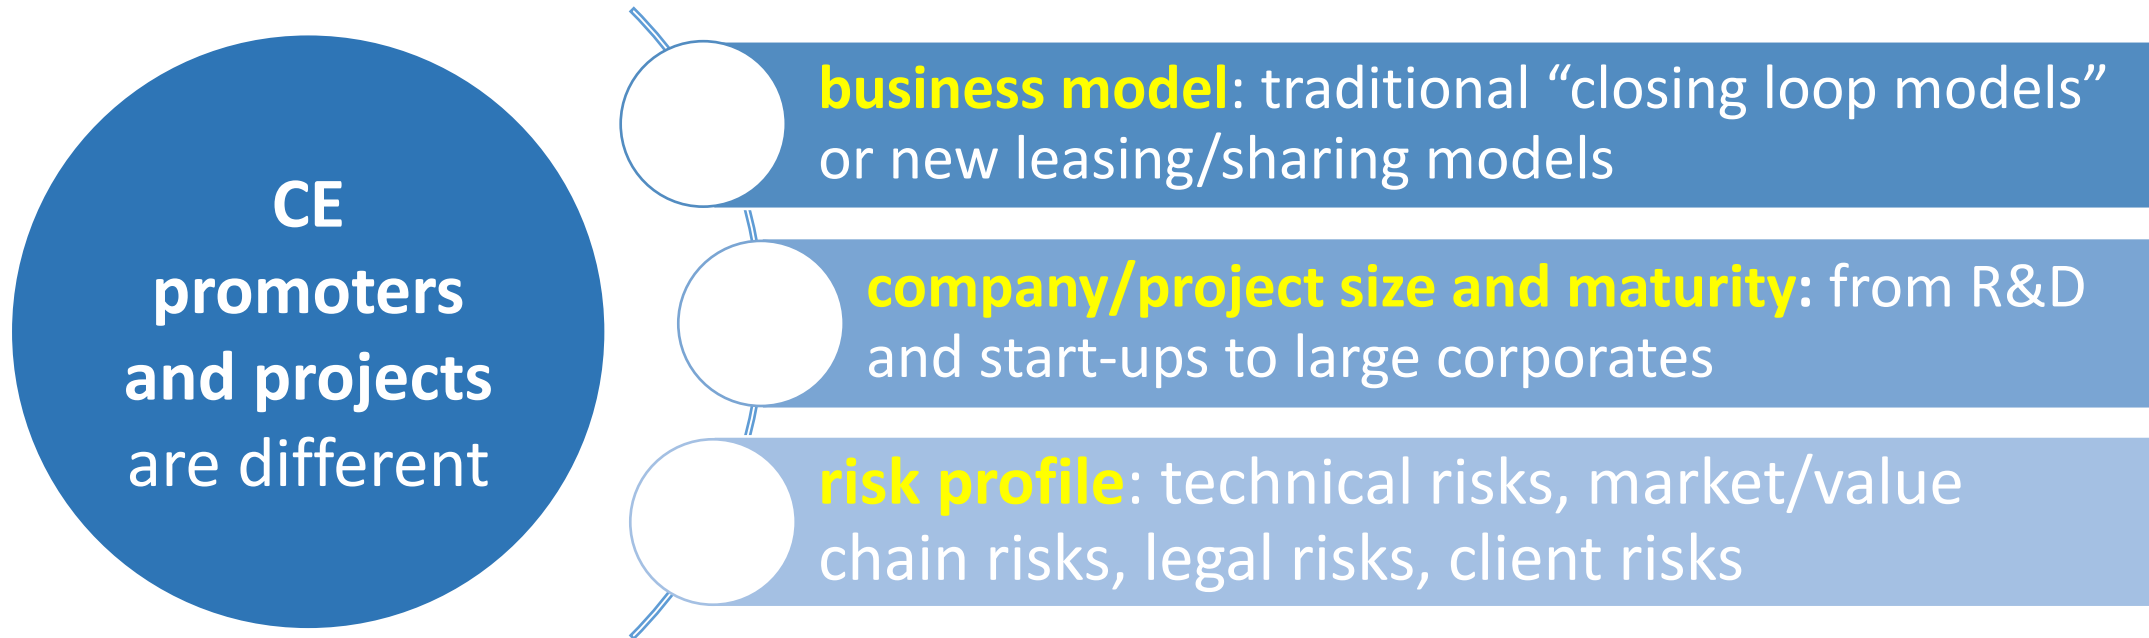 CE
promoters
and projects
are different
business model: traditional “closing loop models”
or new leasing/sharing models
company/project size and maturity: from R&D
and start-ups to large corporates
risk profile: technical risks, market/value
chain risks, legal risks, client risks